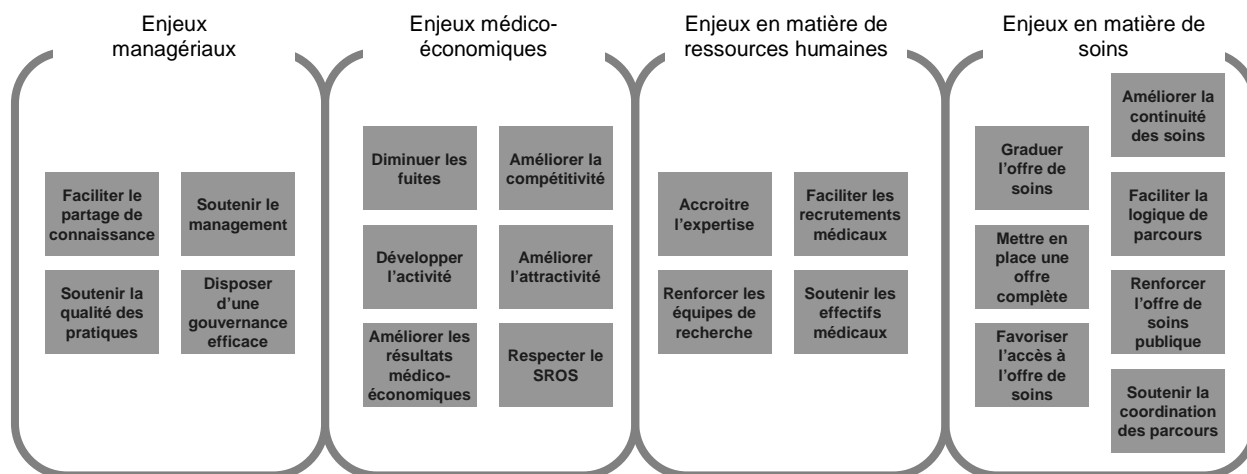 Enjeux
managériaux
Faciliter le
partage de
connaissance
Soutenir le
management
Soutenir la
qualité des
pratiques
Disposer
d’une
gouvernance
efficace
Enjeux médico-
économiques
Diminuer les
fuites
Améliorer la
compétitivité
Développer
l’activité
Améliorer
l’attractivité
Améliorer les
résultats
médico-
économiques
Respecter le
SROS
Enjeux en matière de
ressources humaines
Accroitre
l’expertise
Faciliter les
recrutements
médicaux
Renforcer les
équipes de
recherche
Soutenir les
effectifs
médicaux
Enjeux en matière de
soins
Graduer
l’offre de
soins
Mettre en
place une
offre
complète
Favoriser
l’accès à
l’offre de
soins
Améliorer la
continuité
des soins
Faciliter la
logique de
parcours
Renforcer
l’offre de
soins
publique
Soutenir la
coordination
des parcours